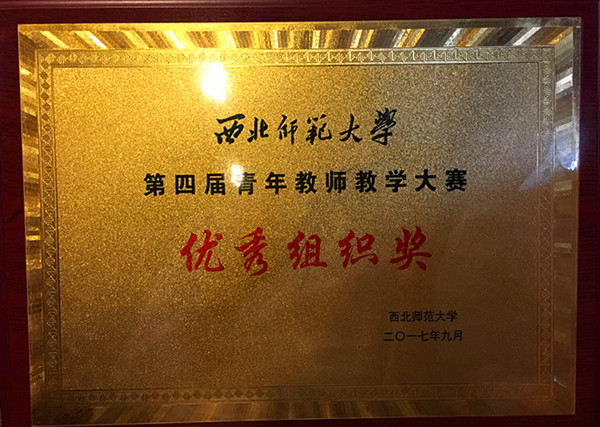 西北师範大學
第四届青年教师教学大赛
优秀组织奖
西北师范大学
二〇一七年九月